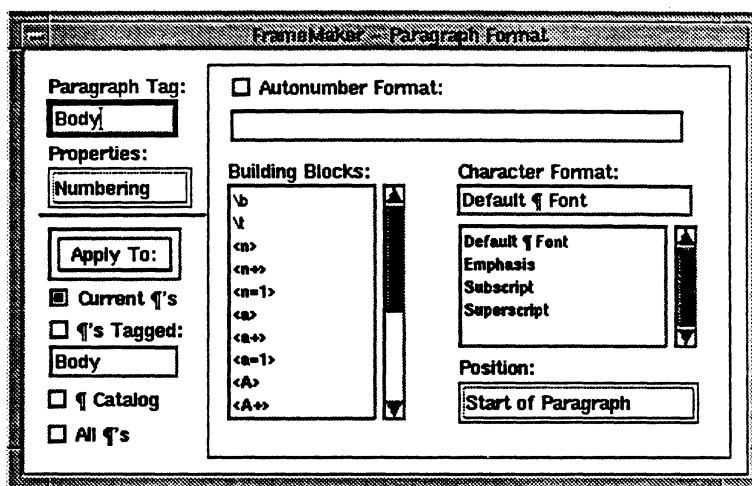 FrameMaker - Paragraph Format
Paragraph Tag:
Body
Properties:
Numbering
Apply To:
Current ¶'s
¶'s Tagged:
Body
¶ Catalog
All ¶'s
Autonumber Format:
Building Blocks:
\b
\t
<n>
<n+>
<n=1>
<a>
<a+>
<a=1>
<A>
<A+>
Character Format:
Default ¶ Font
Default ¶ Font
Emphasis
Subscript
Superscript
Position:
Start of Paragraph